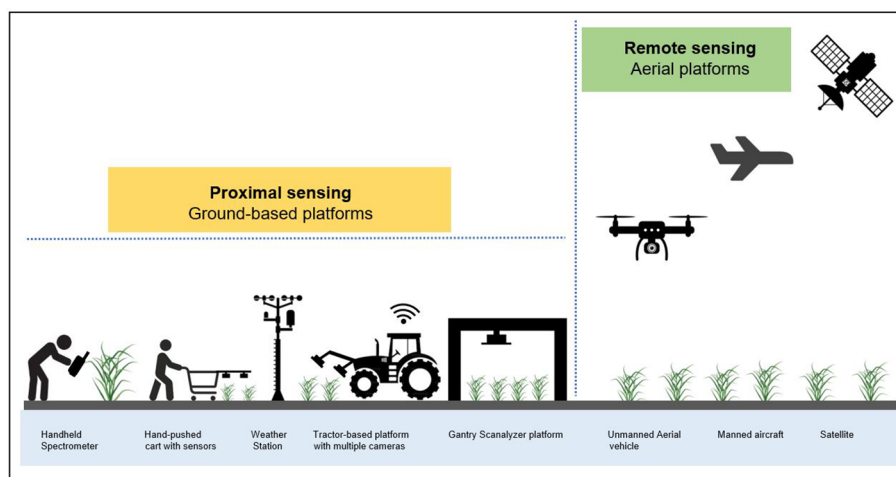 Remote sensing
Aerial platforms
Proximal sensing
Ground-based platforms
Handheld
Spectrometer
Hand-pushed
cart with sensors
Weather
Station
Tractor-based platform
with multiple cameras
Gantry Scanalyzer platform
Unmanned Aerial
vehicle
Manned aircraft
Satellite